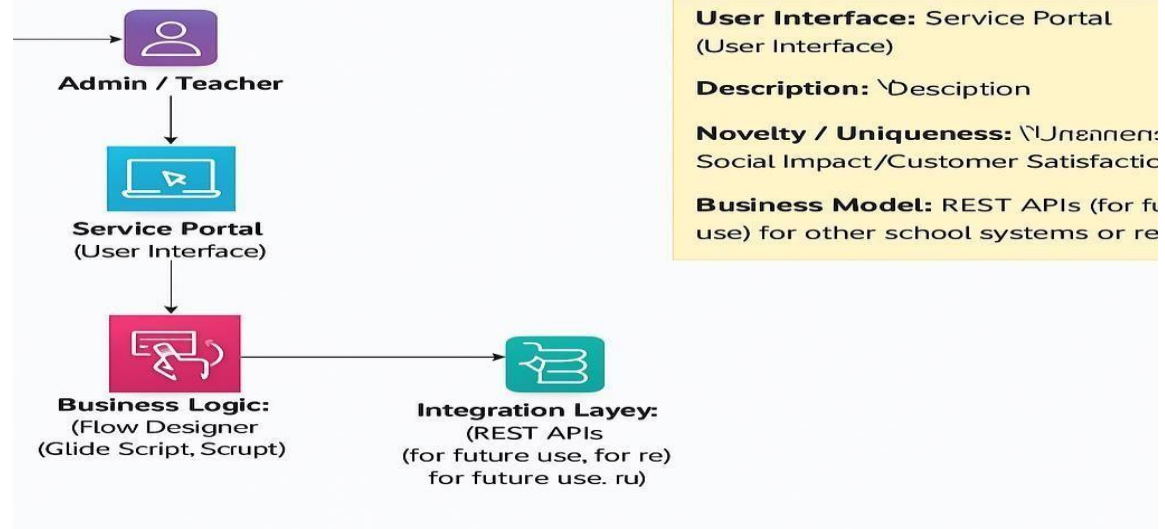 Admin / Teacher
Service Portal
(User Interface)
Business Logic:
(Flow Designer
(Glide Script, Scrupt)
Integration Layey:
(REST APIs
(for future use, for re)
for future use. ru)
User Interface: Service Portal
(User Interface)
Description: Desciption
Novelty / Uniqueness:
Social Impact/Customer Satisfactio
Business Model: REST APIs (for fu
use) for other school systems or re